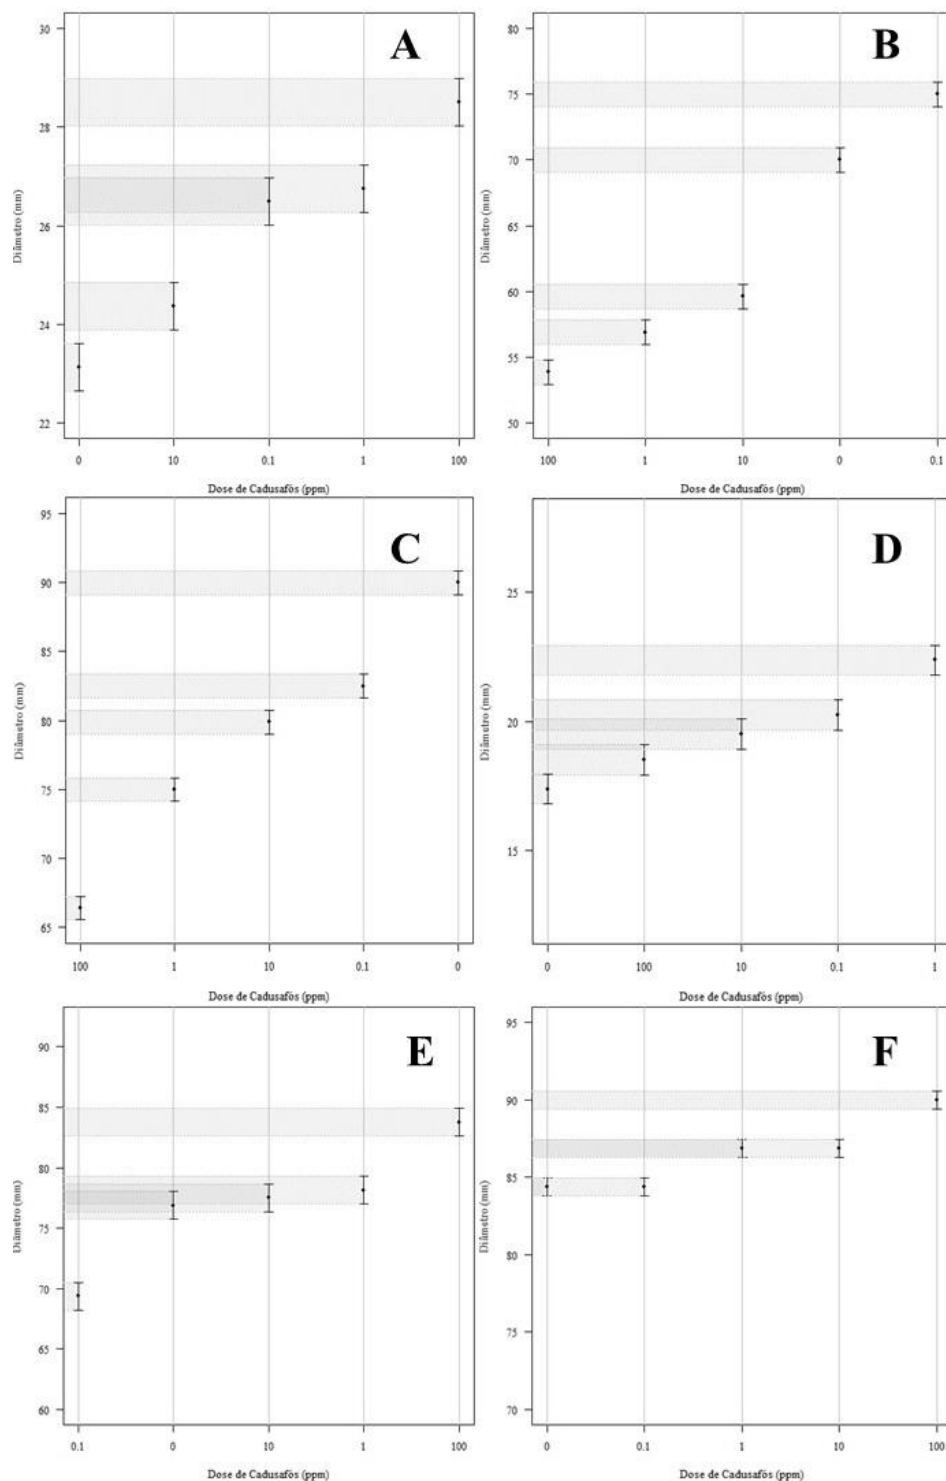 A
30
28
26
24
22
Diâmetro (mm)
0 10 0.1 1 100
Dose de Cadusafós (ppm)
B
80
75
70
65
60
55
50
Diâmetro (mm)
100 1 10 0 0.1
Dose de Cadusafós (ppm)
C
95
90
85
80
75
70
65
Diâmetro (mm)
100 1 10 0.1 0
Dose de Cadusafós (ppm)
D
25
20
15
Diâmetro (mm)
0 100 10 0.1 1
Dose de Cadusafós (ppm)
E
90
85
80
75
70
65
60
Diâmetro (mm)
0.1 0 10 1 100
Dose de Cadusafós (ppm)
F
95
90
85
80
75
70
Diâmetro (mm)
0 0.1 1 10 100
Dose de Cadusafós (ppm)